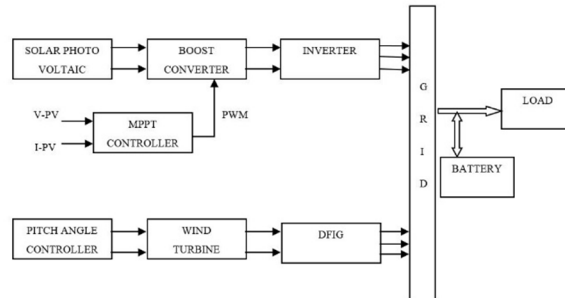 SOLAR PHOTO
VOLTAIC
BOOST
CONVERTER
INVERTER
V-PV
I-PV
MPPT
CONTROLLER
PWM
G
R
I
D
LOAD
BATTERY
PITCH ANGLE
CONTROLLER
WIND
TURBINE
DFIG